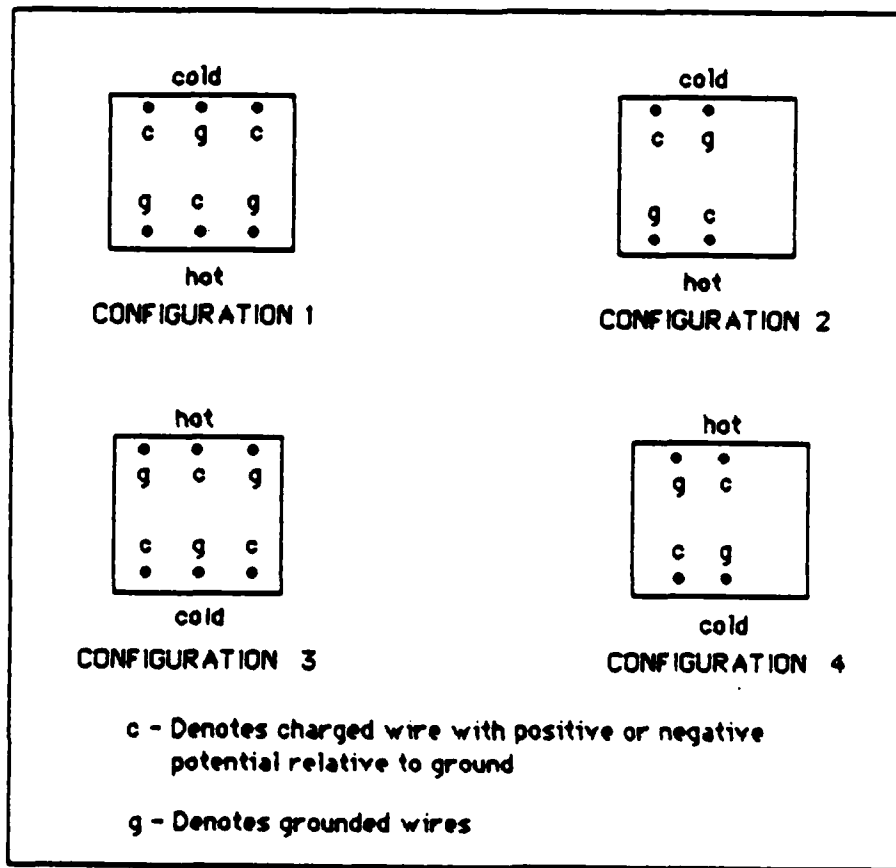 cold
c g c
g c g
hot
CONFIGURATION 1
cold
c g
g c
hot
CONFIGURATION 2
hot
g c g
c g c
cold
CONFIGURATION 3
hot
g c
c g
cold
CONFIGURATION 4
c - Denotes charged wire with positive or negative
potential relative to ground
g - Denotes grounded wires